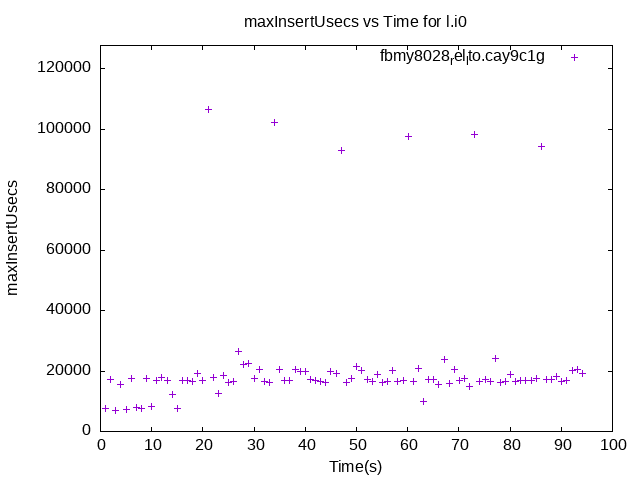 maxInsertUsecs vs Time for l.i0
fbmy8028rellto.cay9c1g
120000
100000
80000
60000
40000
20000
0
maxInsertUsecs
0 10 20 30 40 50 60 70 80 90 100
Time(s)